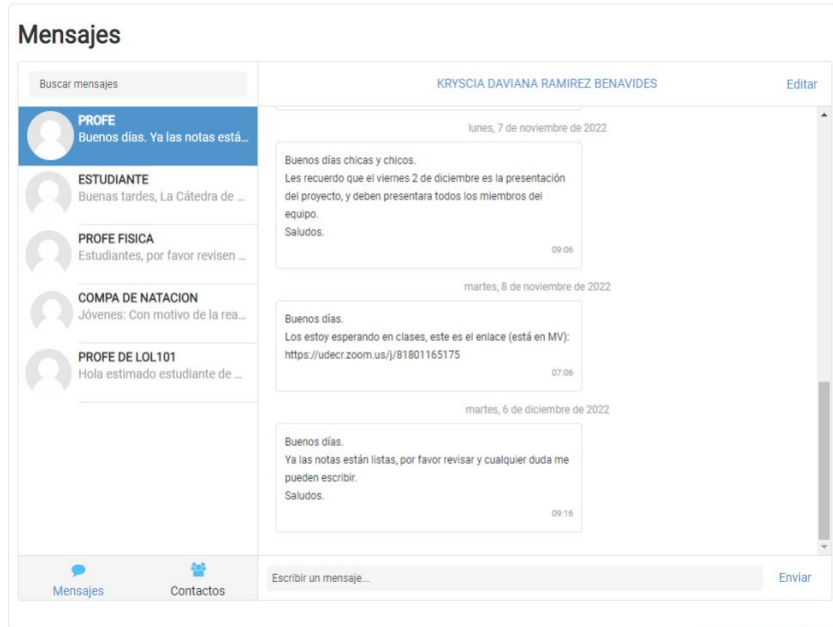 Mensajes
Buscar mensajes
PROFE
Buenos días. Ya las notas está...
ESTUDIANTE
Buenas tardes, La Cátedra de ...
PROFE FISICA
Estudiantes, por favor revisen ...
COMPA DE NATACION
Jóvenes: Con motivo de la rea...
PROFE DE LOL101
Hola estimado estudiante de ...
Mensajes
Contactos
KRYSCIA DAVIANA RAMIREZ BENAVIDES
Editar
lunes, 7 de noviembre de 2022
Buenos días chicas y chicos.
Les recuerdo que el viernes 2 de diciembre es la presentación
del proyecto, y deben presentara todos los miembros del
equipo.
Saludos.
09:06
martes, 8 de noviembre de 2022
Buenos días.
Los estoy esperando en clases, este es el enlace (está en MV):
https://udecr.zoom.us/j/81801165175
07:06
martes, 6 de diciembre de 2022
Buenos días.
Ya las notas están listas, por favor revisar y cualquier duda me
pueden escribir.
Saludos.
09:16
Escribir un mensaje...
Enviar